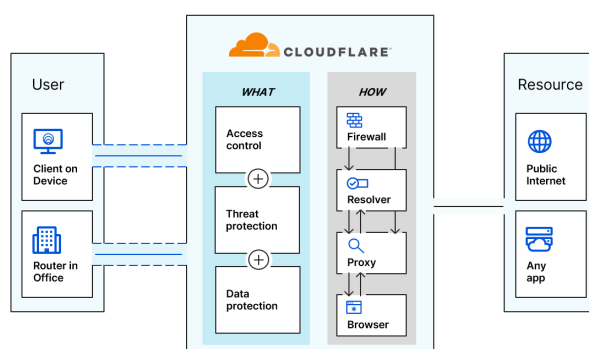 CLOUDFLARE
User
Client on
Device
Router in
Office
WHAT
Access
control
Threat
protection
Data
protection
HOW
Firewall
Resolver
Proxy
Browser
Resource
Public
Internet
Any
app